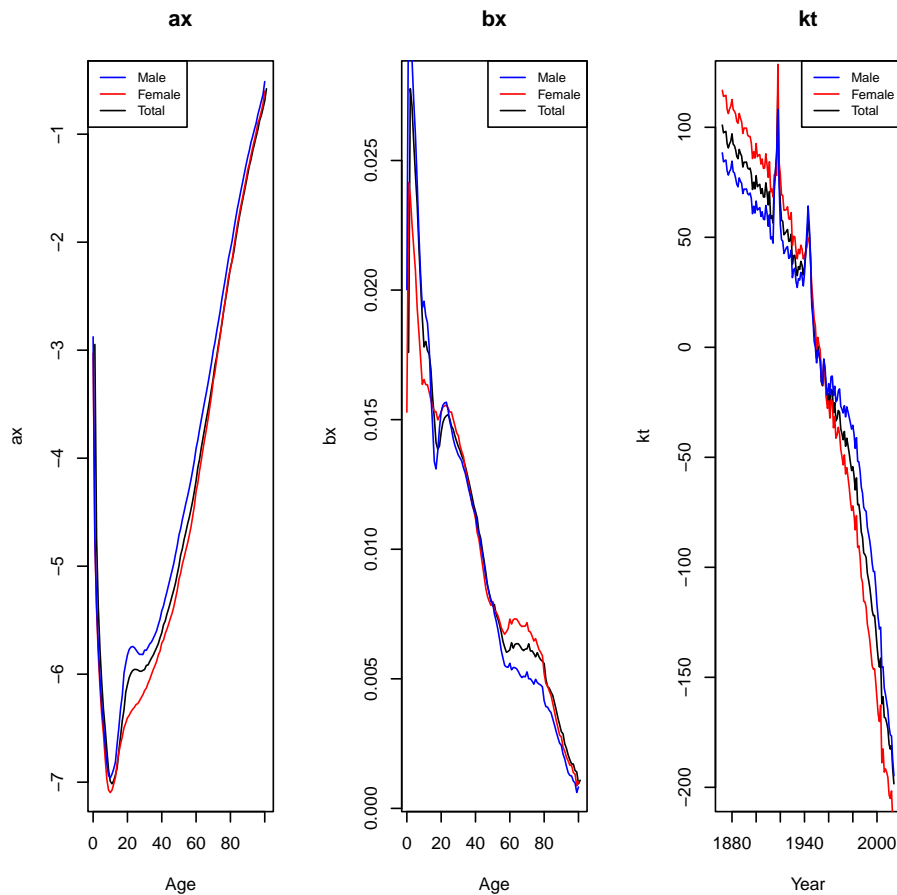 ax
Male
Female
Total
-1
-2
-3
-4
-5
-6
-7
ax
0 20 40 60 80
Age
bx
Male
Female
Total
0.025
0.020
0.015
0.010
0.005
0.000
bx
0 20 40 60 80
Age
kt
Male
Female
Total
100
50
0
-50
-100
-150
-200
kt
1880 1940 2000
Year